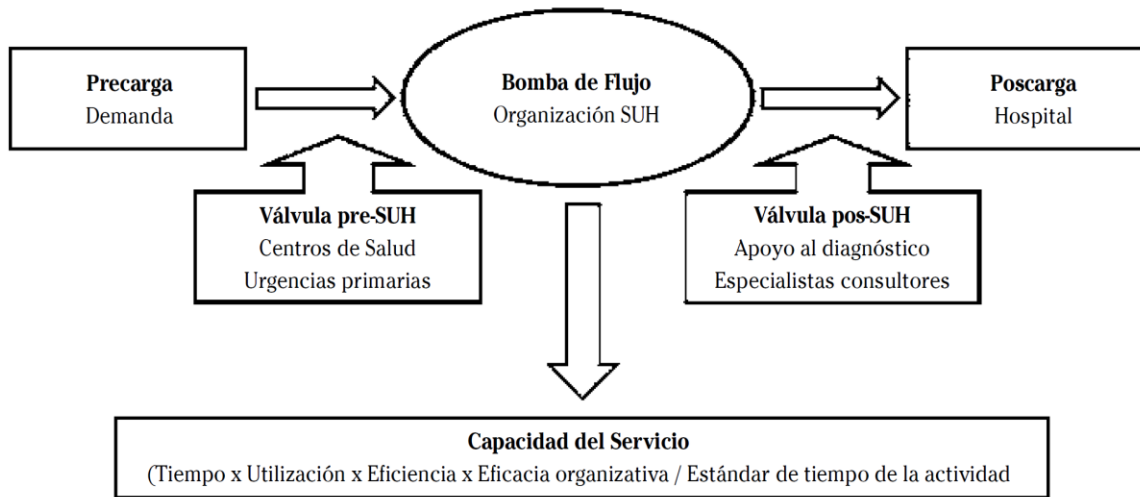 Precarga
Demanda
Bomba de Flujo
Organización SUH
Poscarga
Hospital
Válvula pre-SUH
Centros de Salud
Urgencias primarias
Válvula pos-SUH
Apoyo al diagnóstico
Especialistas consultores
Capacidad del Servicio
(Tiempo x Utilización x Eficiencia x Eficacia organizativa / Estándar de tiempo de la actividad